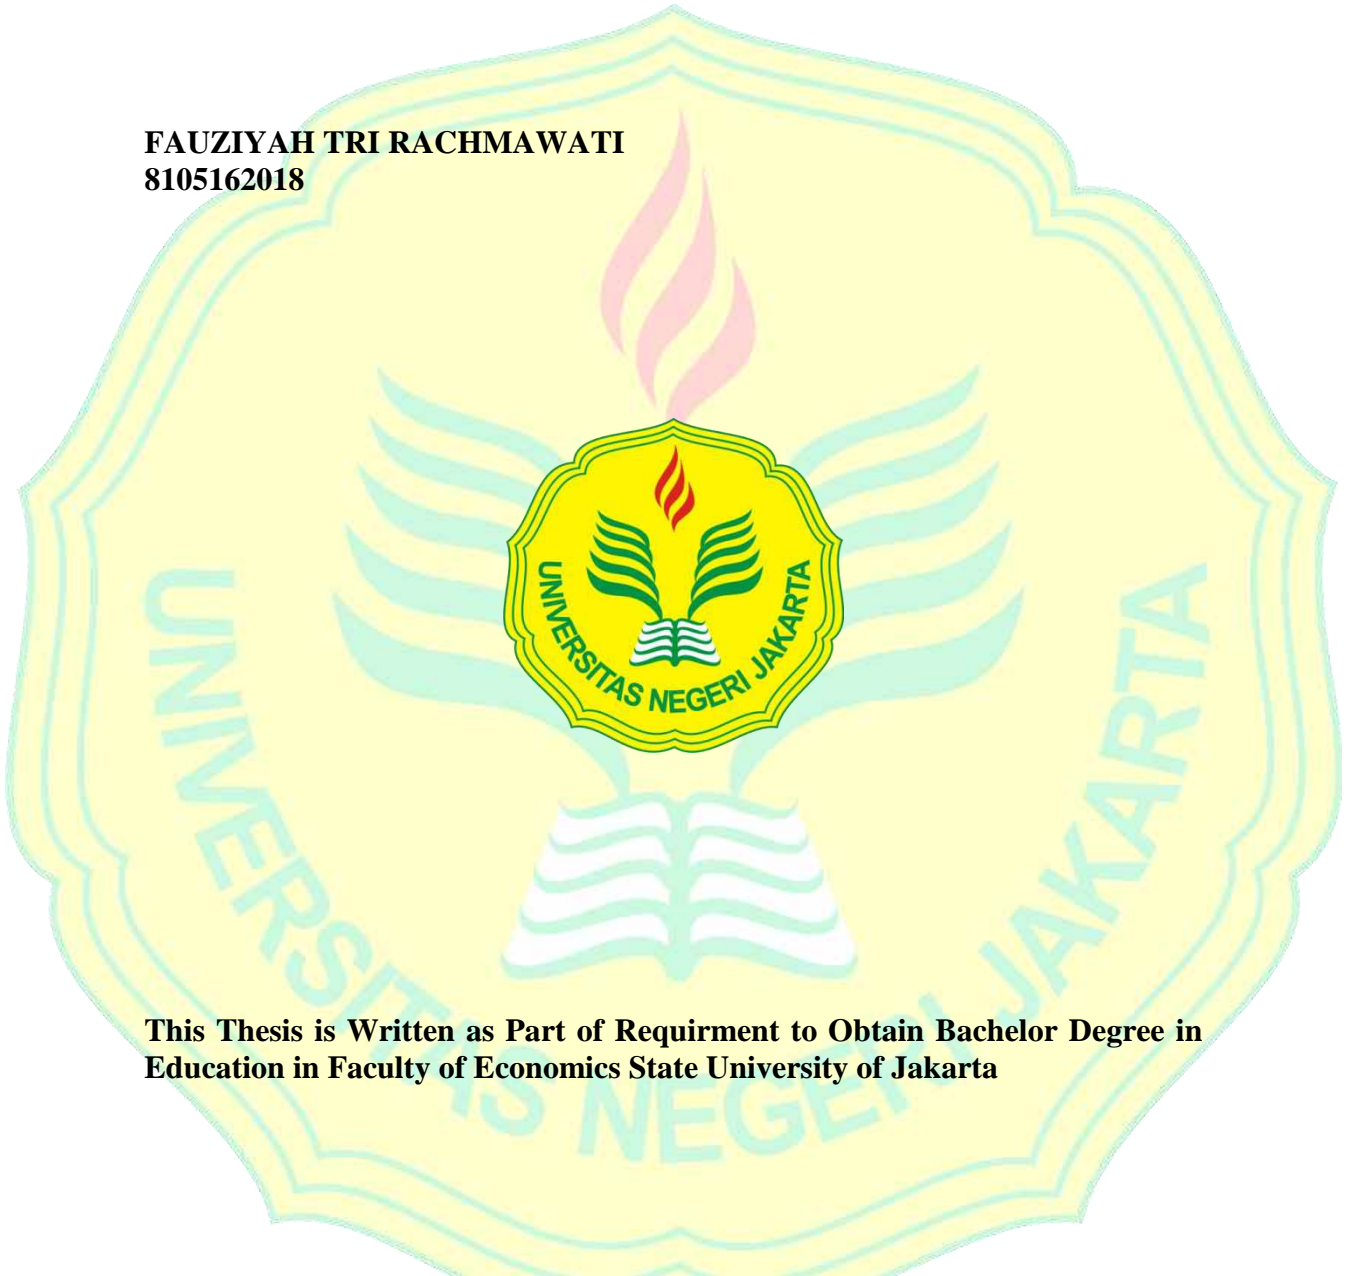 FAUZIYAH TRI RACHMAWATI
8105162018
UNIVERSITAS NEGERI JAKARTA
UNIVERSITAS NEGERI JAKARTA
This Thesis is Written as Part of Requirment to Obtain Bachelor Degree in
Education in Faculty of Economics State University of Jakarta